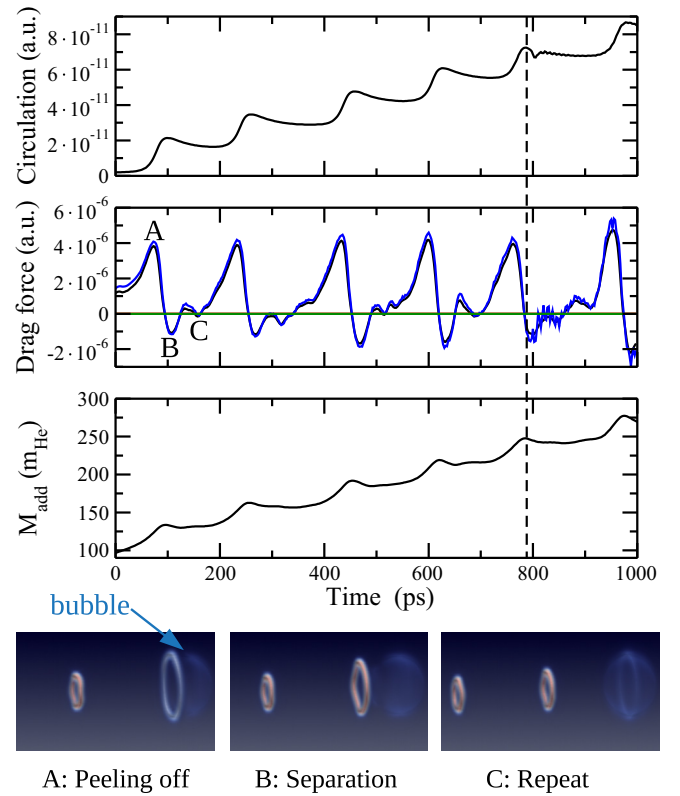 Circulation (a.u.)
8·10⁻¹¹
6·10⁻¹¹
4·10⁻¹¹
2·10⁻¹¹
0
Drag force (a.u.)
6·10⁻⁶
4·10⁻⁶
2·10⁻⁶
0
-2·10⁻⁶
A
B
C
M_add (m_He)
300
250
200
150
100
0 200 400 600 800 1000
Time (ps)
bubble
A: Peeling off B: Separation C: Repeat